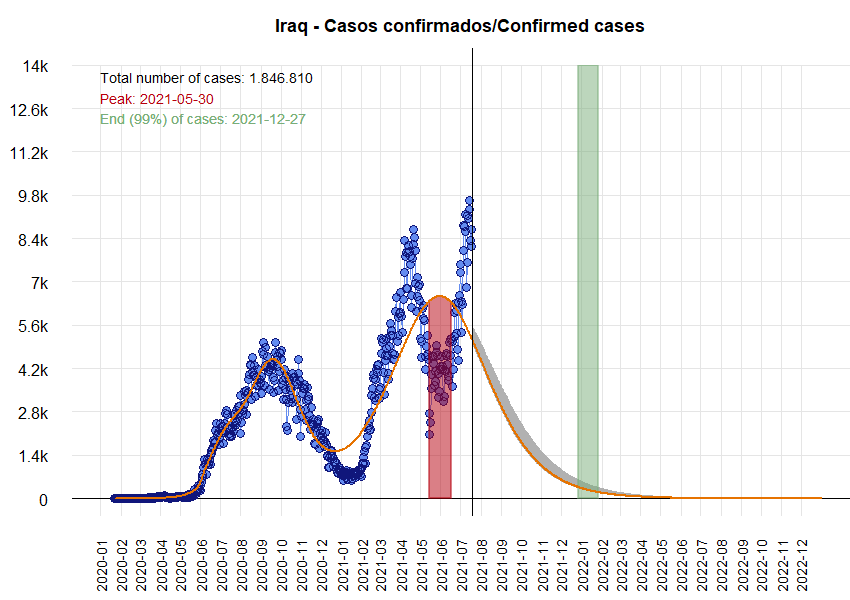 Iraq - Casos confirmados/Confirmed cases
14k
Total number of cases: 1.846.810
Peak: 2021-05-30
End (99%) of cases: 2021-12-27
12.6k
11.2k
9.8k
8.4k
7k
5.6k
4.2k
2.8k
1.4k
0
2020-01
2020-02
2020-03
2020-04
2020-05
2020-06
2020-07
2020-08
2020-09
2020-10
2020-11
2020-12
2021-01
2021-02
2021-03
2021-04
2021-05
2021-06
2021-07
2021-08
2021-09
2021-10
2021-11
2021-12
2022-01
2022-02
2022-03
2022-04
2022-05
2022-06
2022-07
2022-08
2022-09
2022-10
2022-11
2022-12